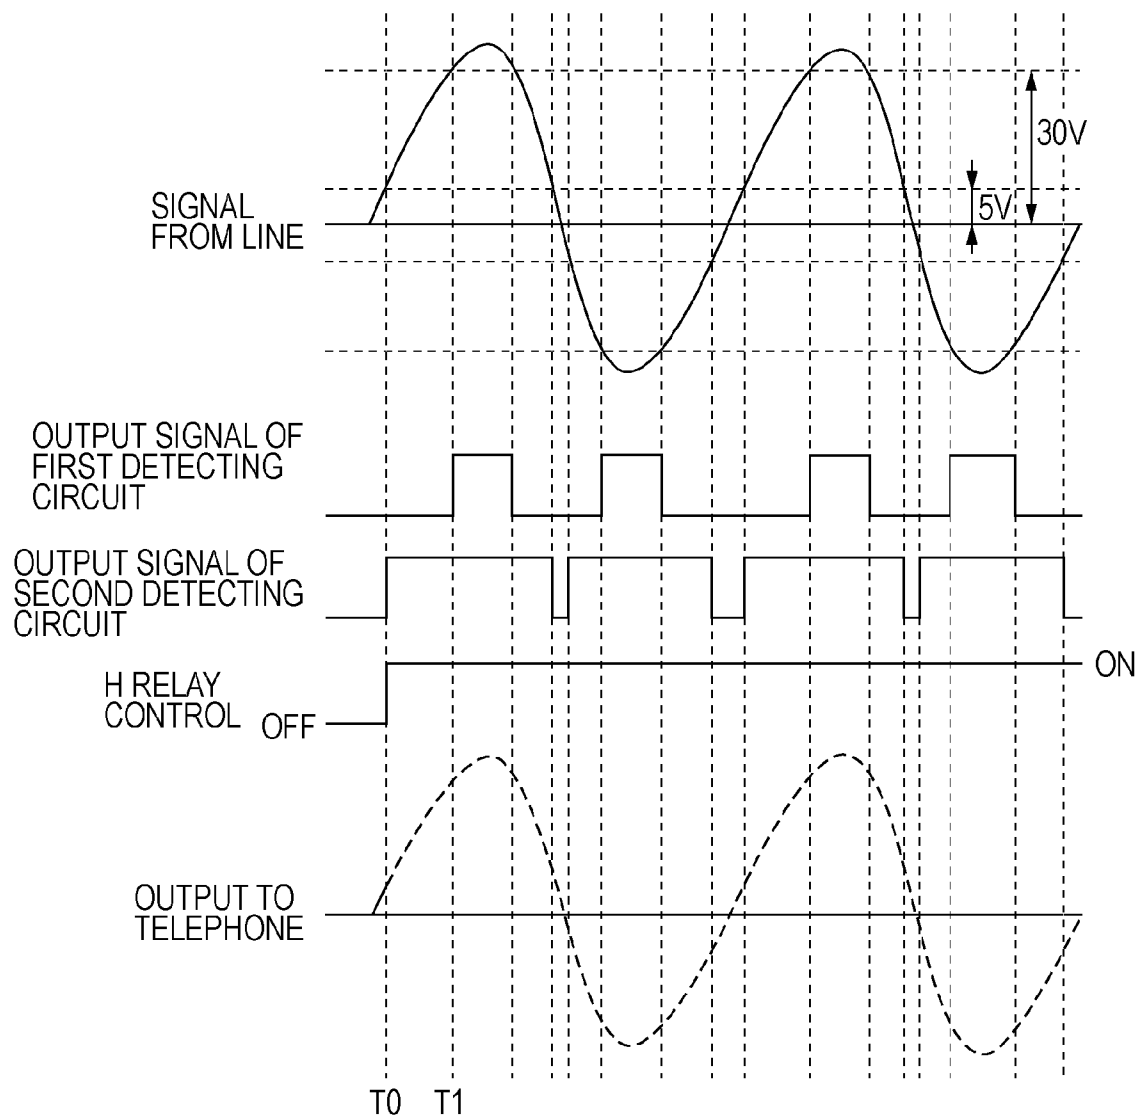 30V
5V
SIGNAL
FROM LINE
OUTPUT SIGNAL OF
FIRST DETECTING
CIRCUIT
OUTPUT SIGNAL OF
SECOND DETECTING
CIRCUIT
ON
H RELAY
CONTROL
OFF
OUTPUT TO
TELEPHONE
T0 T1